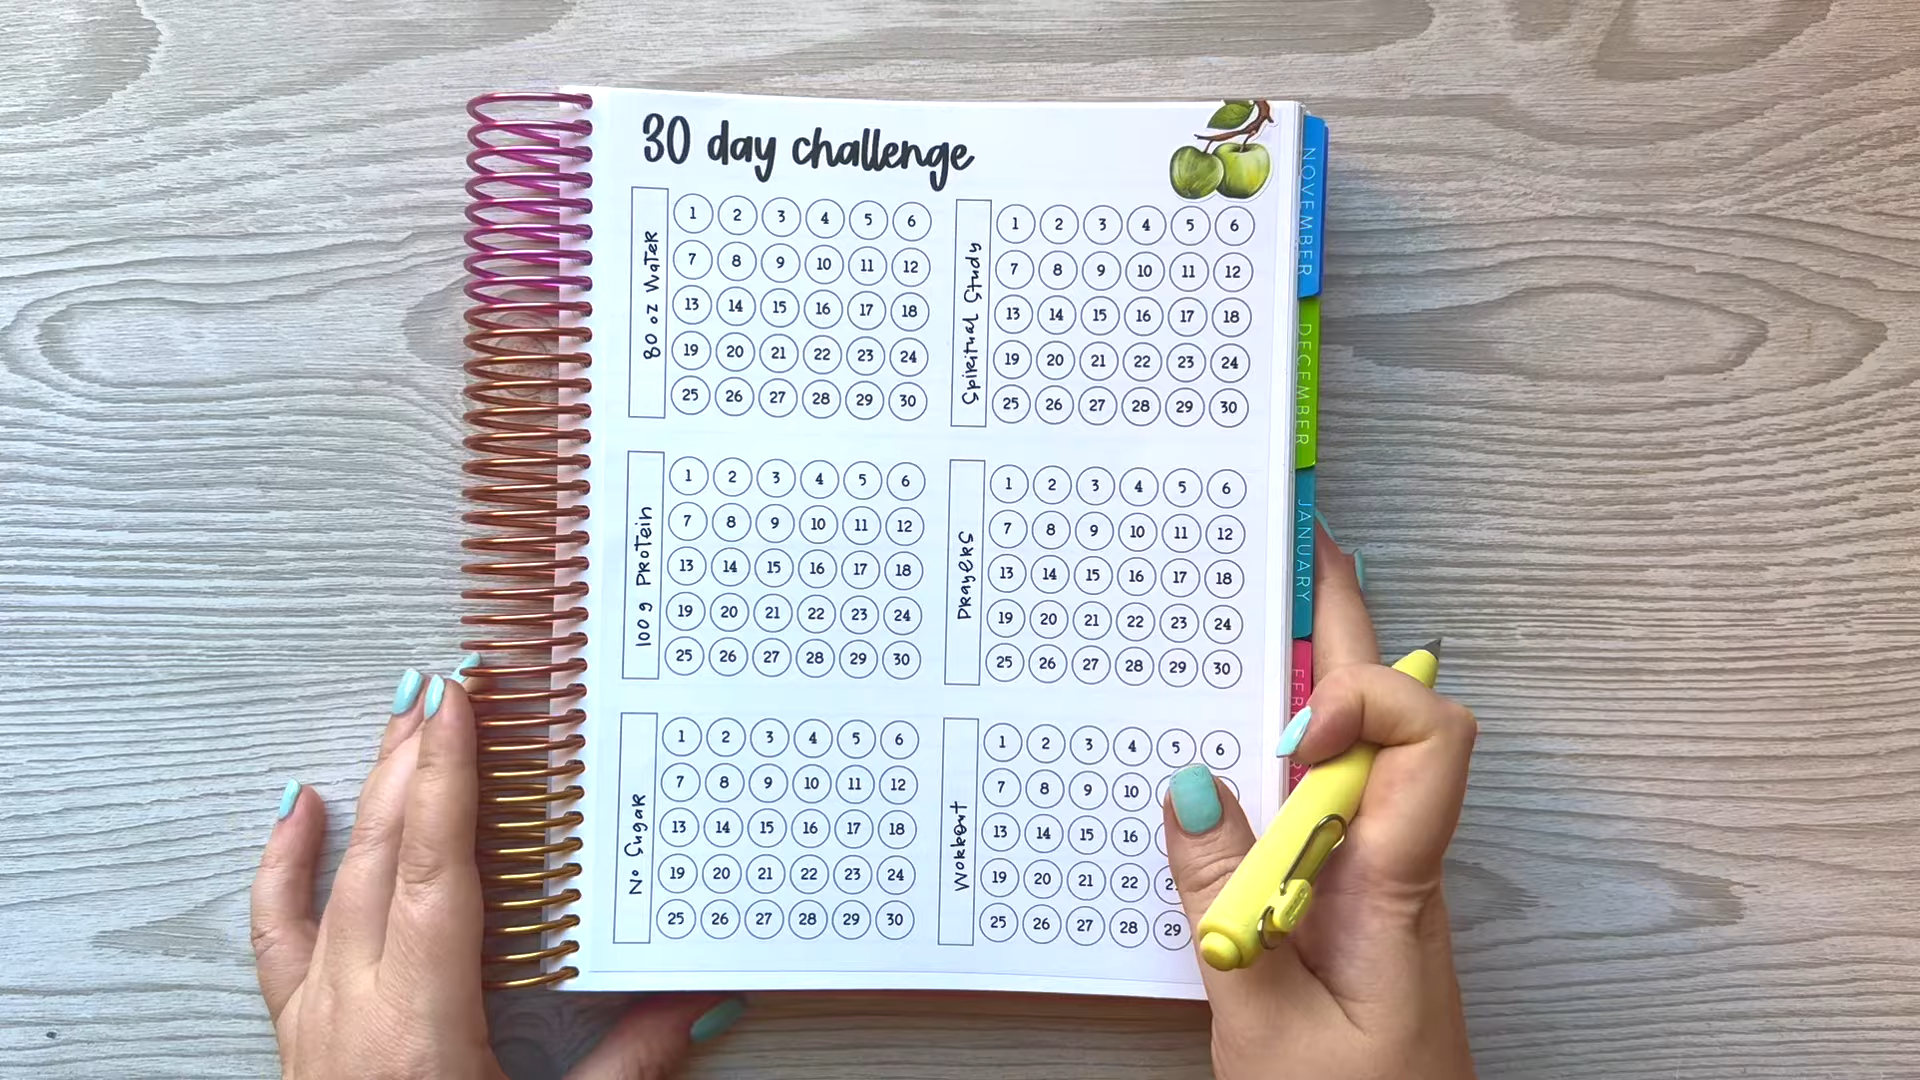 30 day challenge
80 oz Water
1 2 3 4 5 6
7 8 9 10 11 12
13 14 15 16 17 18
19 20 21 22 23 24
25 26 27 28 29 30
Spiritual Study
1 2 3 4 5 6
7 8 9 10 11 12
13 14 15 16 17 18
19 20 21 22 23 24
25 26 27 28 29 30
100 g Protein
1 2 3 4 5 6
7 8 9 10 11 12
13 14 15 16 17 18
19 20 21 22 23 24
25 26 27 28 29 30
Prayers
1 2 3 4 5 6
7 8 9 10 11 12
13 14 15 16 17 18
19 20 21 22 23 24
25 26 27 28 29 30
No Sugar
1 2 3 4 5 6
7 8 9 10 11 12
13 14 15 16 17 18
19 20 21 22 23 24
25 26 27 28 29 30
Workout
1 2 3 4 5 6
7 8 9 10
13 14 15 16
19 20 21 22
25 26 27 28 29
NOVEMBER
DECEMBER
JANUARY